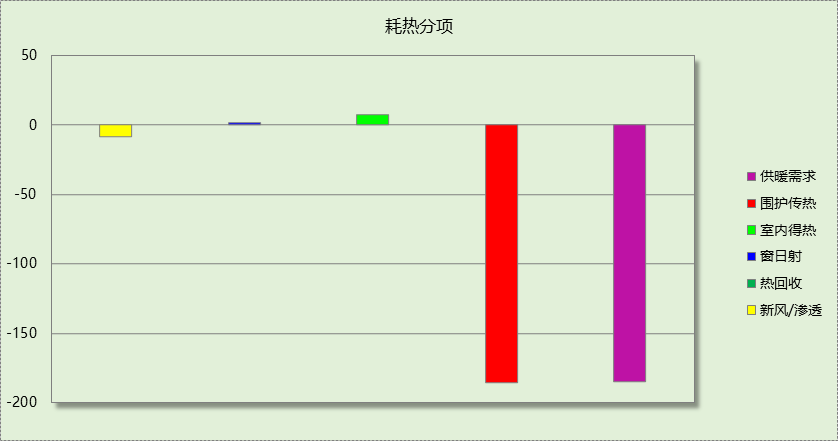 耗热分项
50
0
-50
-100
-150
-200
供暖需求
围护传热
室内得热
窗日射
热回收
新风/渗透